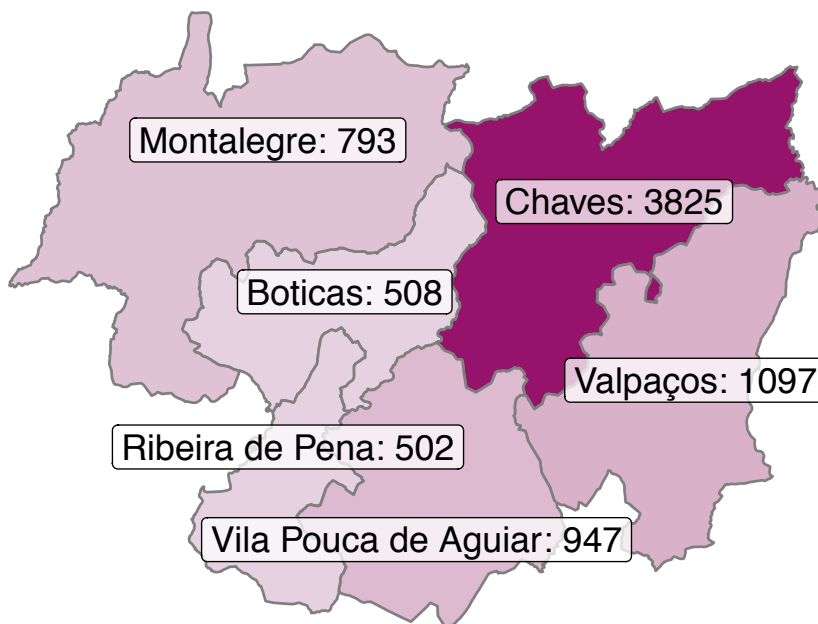 Montalegre: 793
Chaves: 3825
Boticas: 508
Valpaços: 1097
Ribeira de Pena: 502
Vila Pouca de Aguiar: 947